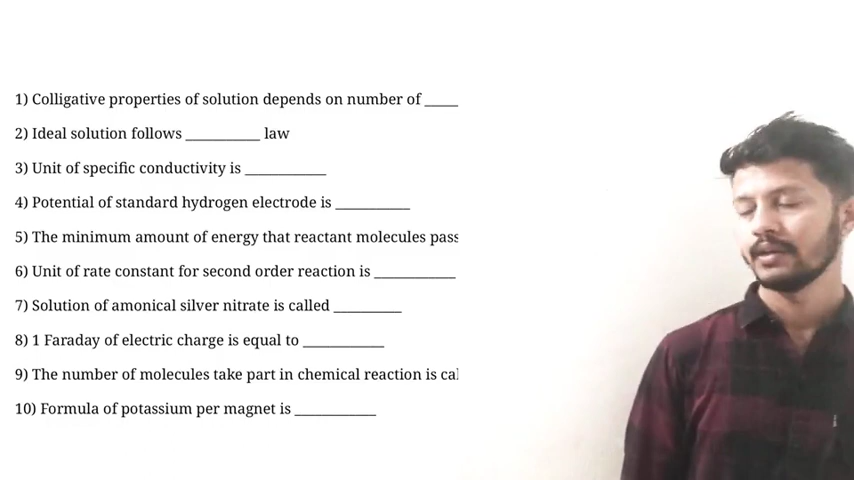 1) Colligative properties of solution depends on number of _____
2) Ideal solution follows ___________ law
3) Unit of specific conductivity is ____________
4) Potential of standard hydrogen electrode is ___________
5) The minimum amount of energy that reactant molecules pass
6) Unit of rate constant for second order reaction is ____________
7) Solution of amonical silver nitrate is called __________
8) 1 Faraday of electric charge is equal to ____________
9) The number of molecules take part in chemical reaction is cal
10) Formula of potassium per magnet is ____________